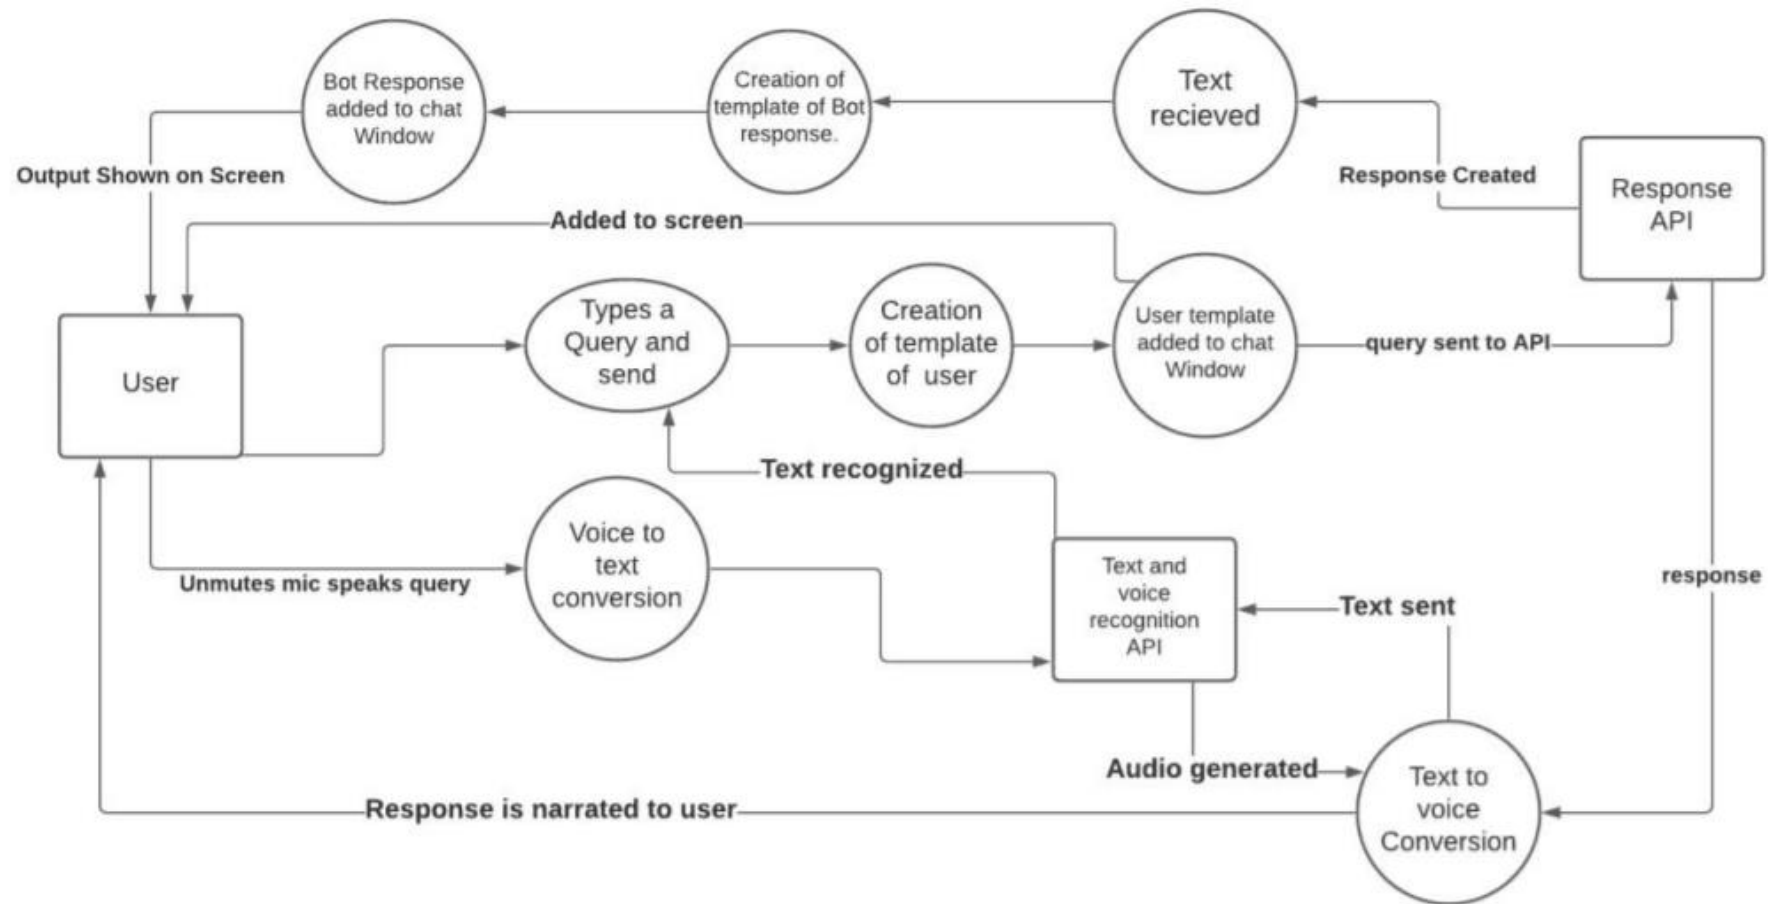 Bot Response
added to chat
Window
Creation of
template of Bot
response.
Text
recieved
Output Shown on Screen
Response Created
Response
API
Added to screen
User
Types a
Query and
send
Creation
of template
of user
User template
added to chat
Window
query sent to API
Text recognized
Voice to
text
conversion
Unmutes mic speaks query
Text and
voice
recognition
API
response
Text sent
Audio generated
Text to
voice
Conversion
Response is narrated to user